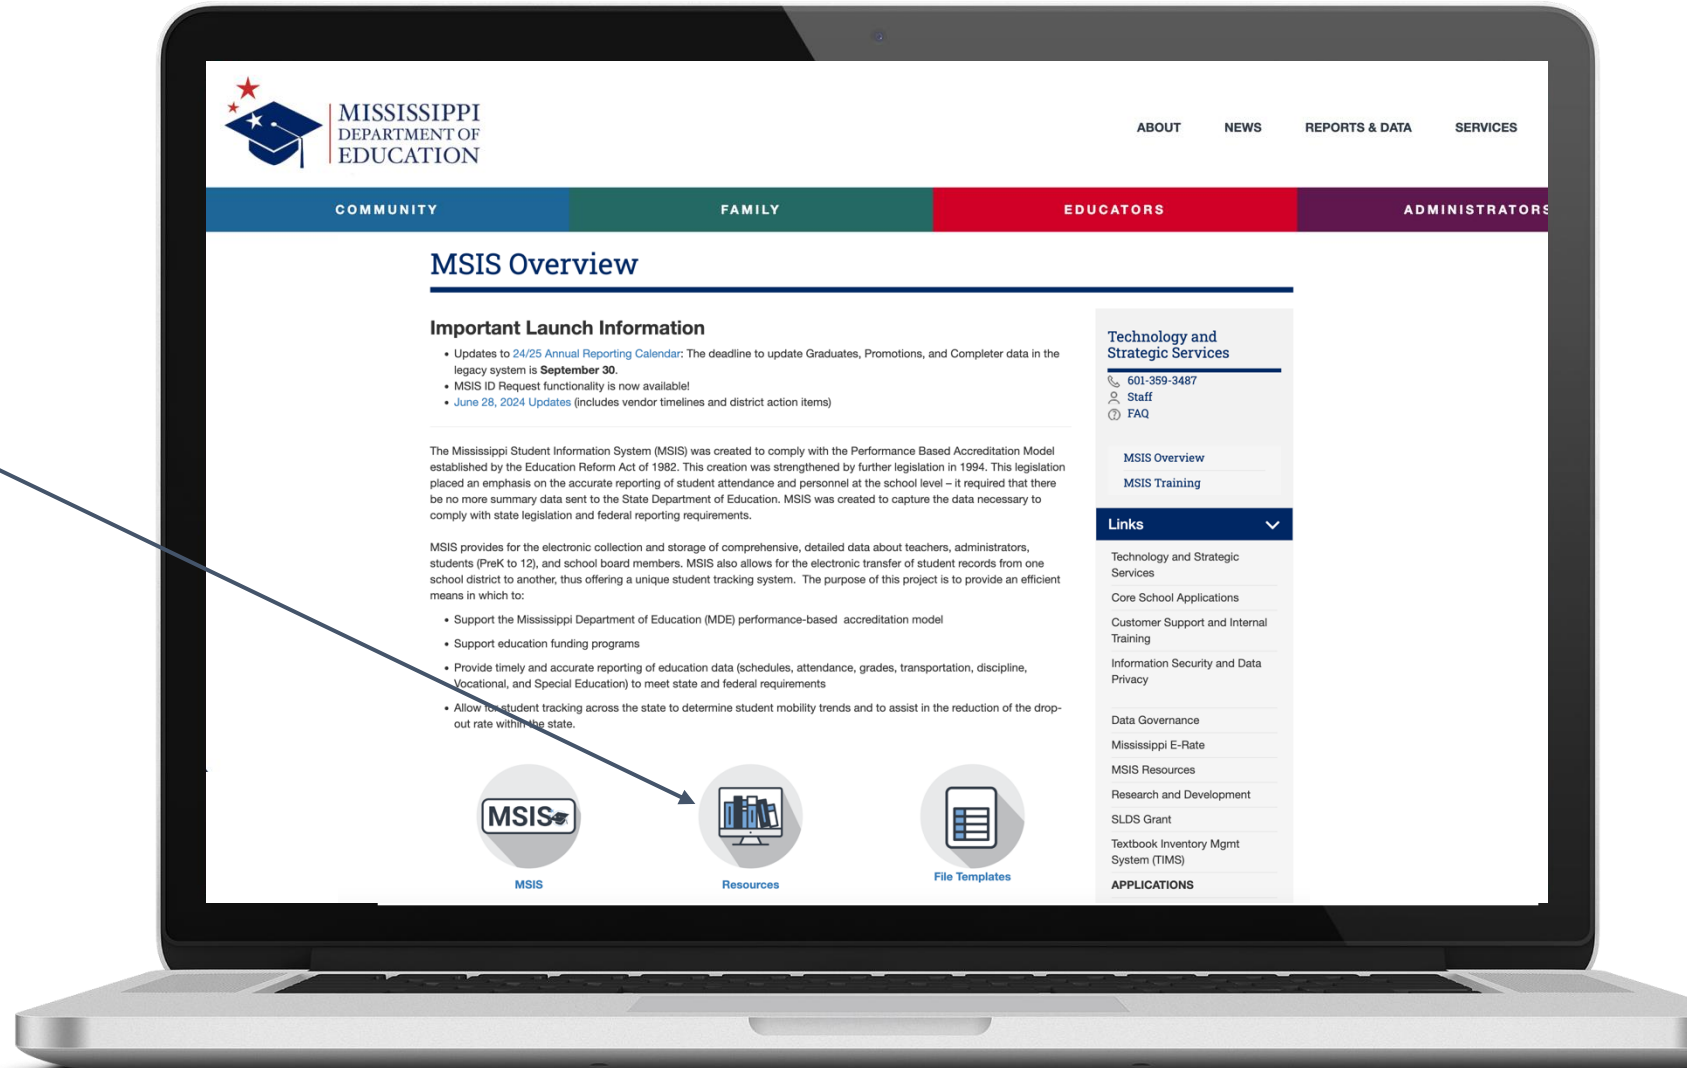 MISSISSIPPI
DEPARTMENT OF
EDUCATION
ABOUT NEWS REPORTS & DATA SERVICES
COMMUNITY FAMILY EDUCATORS ADMINISTRATORS
MSIS Overview
Important Launch Information
• Updates to 24/25 Annual Reporting Calendar: The deadline to update Graduates, Promotions, and Completer data in the
legacy system is September 30.
• MSIS ID Request functionality is now available!
• June 28, 2024 Updates (includes vendor timelines and district action items)
The Mississippi Student Information System (MSIS) was created to comply with the Performance Based Accreditation Model
established by the Education Reform Act of 1982. This creation was strengthened by further legislation in 1994. This legislation
placed an emphasis on the accurate reporting of student attendance and personnel at the school level – it required that there
be no more summary data sent to the State Department of Education. MSIS was created to capture the data necessary to
comply with state legislation and federal reporting requirements.
MSIS provides for the electronic collection and storage of comprehensive, detailed data about teachers, administrators,
students (PreK to 12), and school board members. MSIS also allows for the electronic transfer of student records from one
school district to another, thus offering a unique student tracking system. The purpose of this project is to provide an efficient
means in which to:
• Support the Mississippi Department of Education (MDE) performance-based accreditation model
• Support education funding programs
• Provide timely and accurate reporting of education data (schedules, attendance, grades, transportation, discipline,
Vocational, and Special Education) to meet state and federal requirements
• Allow for student tracking across the state to determine student mobility trends and to assist in the reduction of the drop-
out rate within the state.
MSIS
MSIS
Resources
File Templates
Technology and
Strategic Services
601-359-3487
Staff
FAQ
MSIS Overview
MSIS Training
Links
Technology and Strategic
Services
Core School Applications
Customer Support and Internal
Training
Information Security and Data
Privacy
Data Governance
Mississippi E-Rate
MSIS Resources
Research and Development
SLDS Grant
Textbook Inventory Mgmt
System (TIMS)
APPLICATIONS